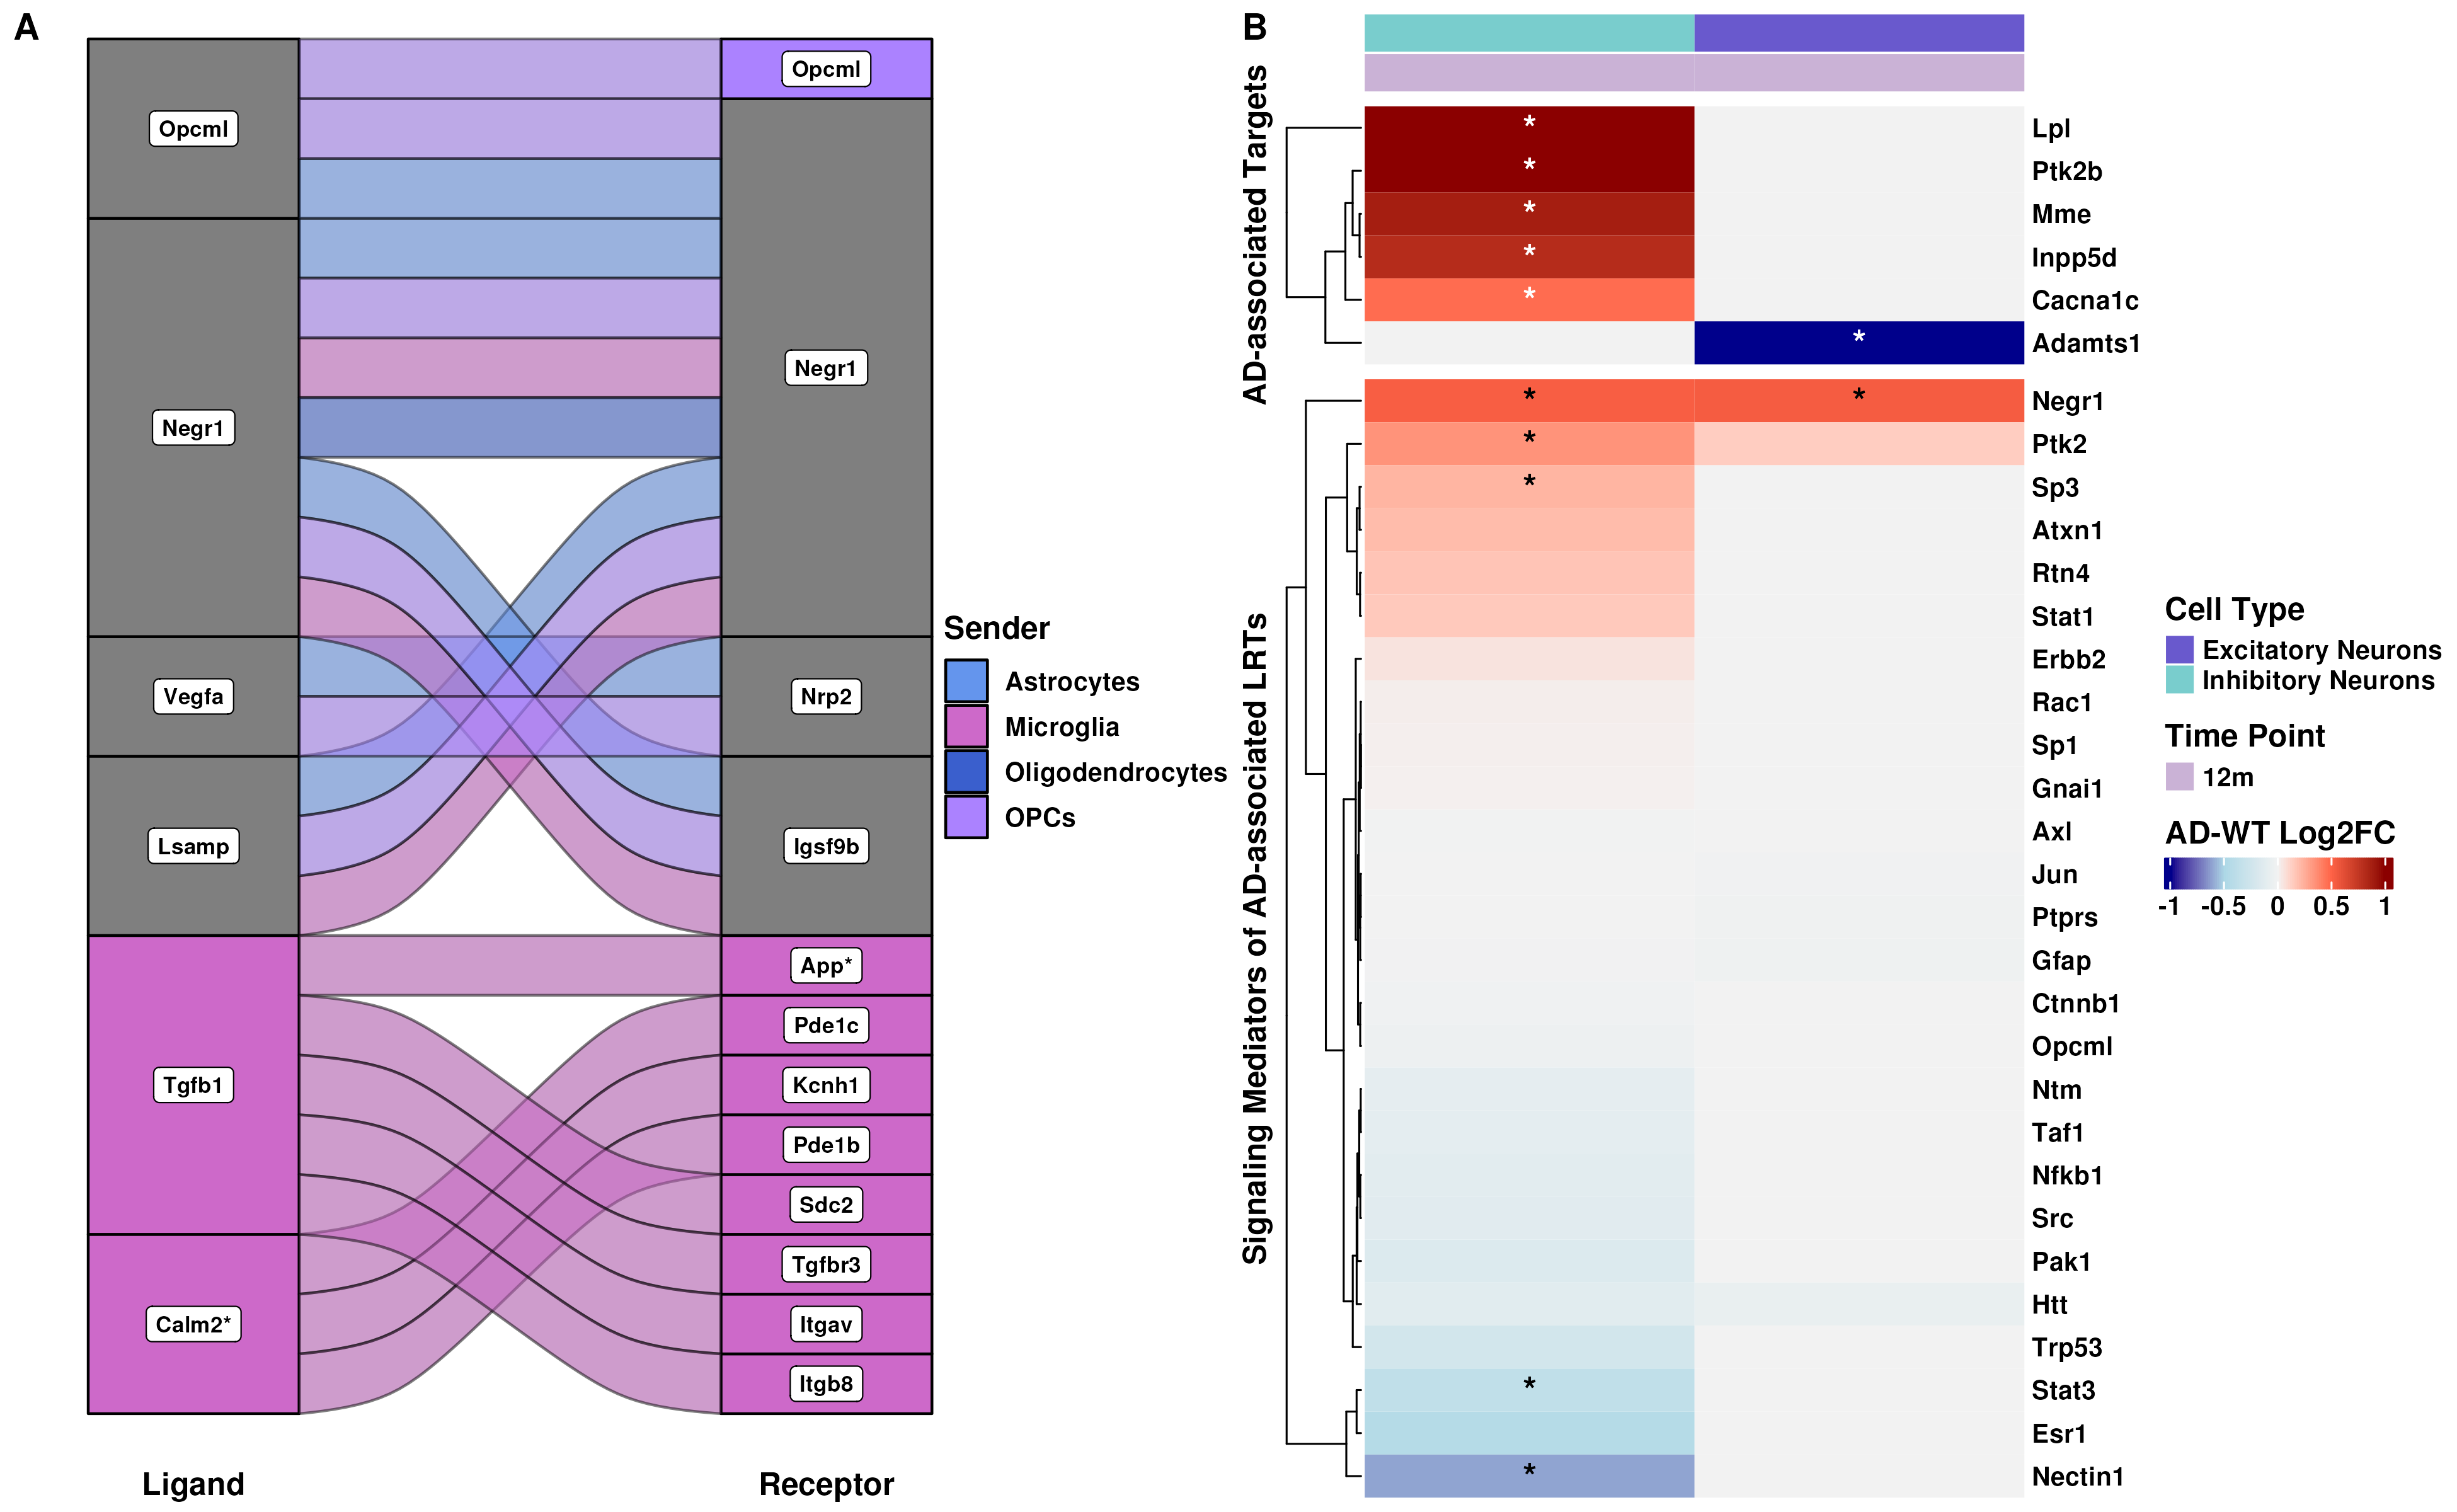 A
Opcml
Negr1
Vegfa
Lsamp
Tgfb1
Calm2*
Ligand
Opcml
Negr1
Nrp2
Igsf9b
App*
Pde1c
Kcnh1
Pde1b
Sdc2
Tgfbr3
Itgav
Itgb8
Receptor
Sender
Astrocytes
Microglia
Oligodendrocytes
OPCs
B
AD-associated Targets
* Lpl
* Ptk2b
* Mme
* Inpp5d
* Cacna1c
* Adamts1
Signaling Mediators of AD-associated LRTs
* * Negr1
* Ptk2
* Sp3
Atxn1
Rtn4
Stat1
Erbb2
Rac1
Sp1
Gnai1
Axl
Jun
Ptprs
Gfap
Ctnnb1
Opcml
Ntm
Taf1
Nfkb1
Src
Pak1
Htt
Trp53
* Stat3
Esr1
* Nectin1
Cell Type
Excitatory Neurons
Inhibitory Neurons
Time Point
12m
AD-WT Log2FC
-1 -0.5 0 0.5 1